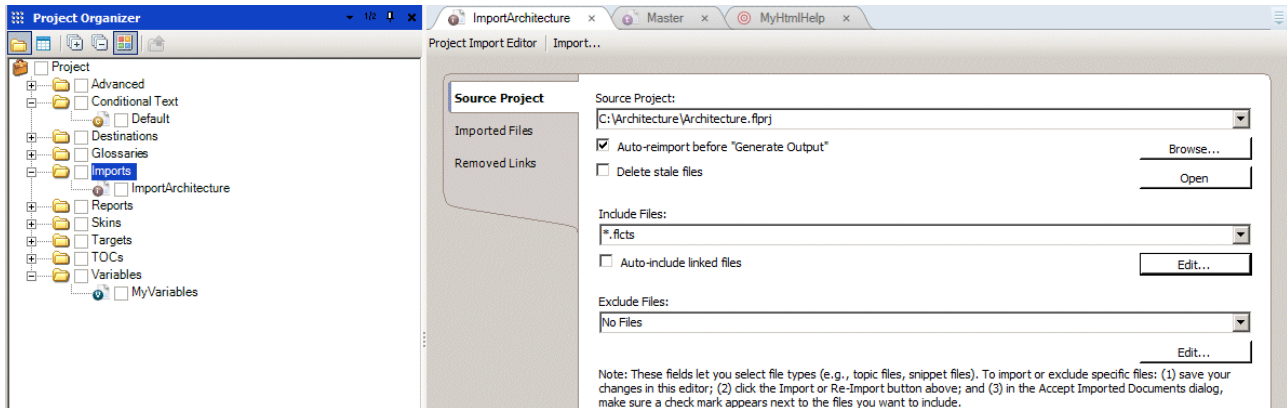 Project Organizer
1/2
Project
Advanced
Conditional Text
Default
Destinations
Glossaries
Imports
ImportArchitecture
Reports
Skins
Targets
TOCs
Variables
MyVariables
ImportArchitecture
Master
MyHtmlHelp
Project Import Editor
Import...
Source Project
Imported Files
Removed Links
Source Project:
C:\Architecture\Architecture.flprj
Auto-reimport before "Generate Output"
Browse...
Delete stale files
Open
Include Files:
*.flcts
Auto-include linked files
Edit...
Exclude Files:
No Files
Edit...
Note: These fields let you select file types (e.g., topic files, snippet files). To import or exclude specific files: (1) save your
changes in this editor; (2) click the Import or Re-Import button above; and (3) in the Accept Imported Documents dialog,
make sure a check mark appears next to the files you want to include.